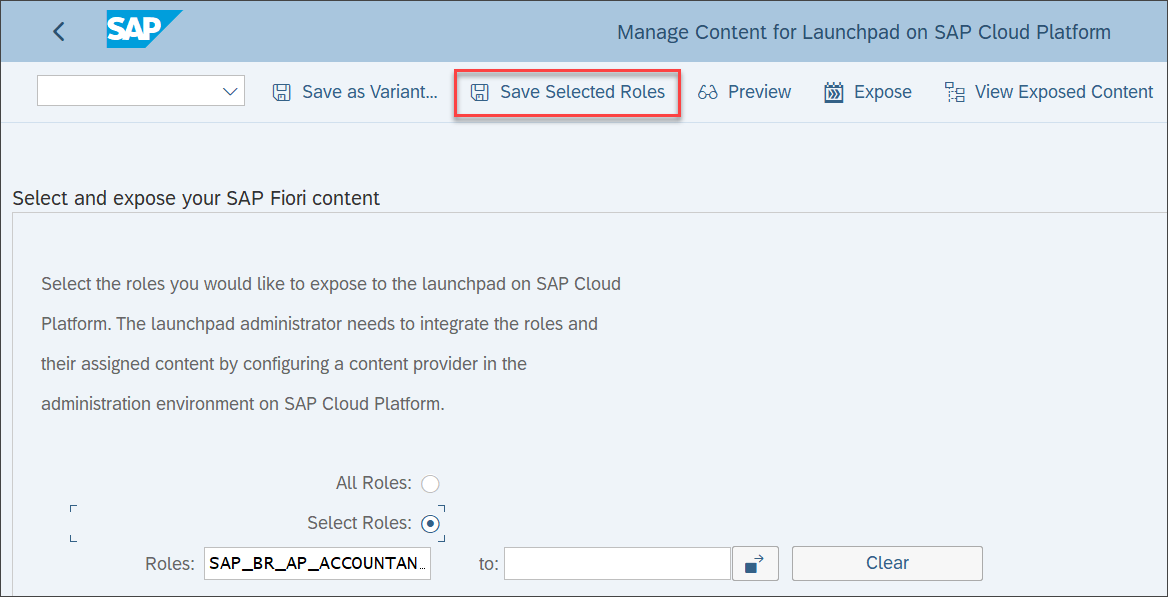 SAP
Manage Content for Launchpad on SAP Cloud Platform
Save as Variant... Save Selected Roles Preview Expose View Exposed Content
Select and expose your SAP Fiori content
Select the roles you would like to expose to the launchpad on SAP Cloud
Platform. The launchpad administrator needs to integrate the roles and
their assigned content by configuring a content provider in the
administration environment on SAP Cloud Platform.
All Roles:
Select Roles:
Roles: SAP_BR_AP_ACCOUNTAN... to: Clear